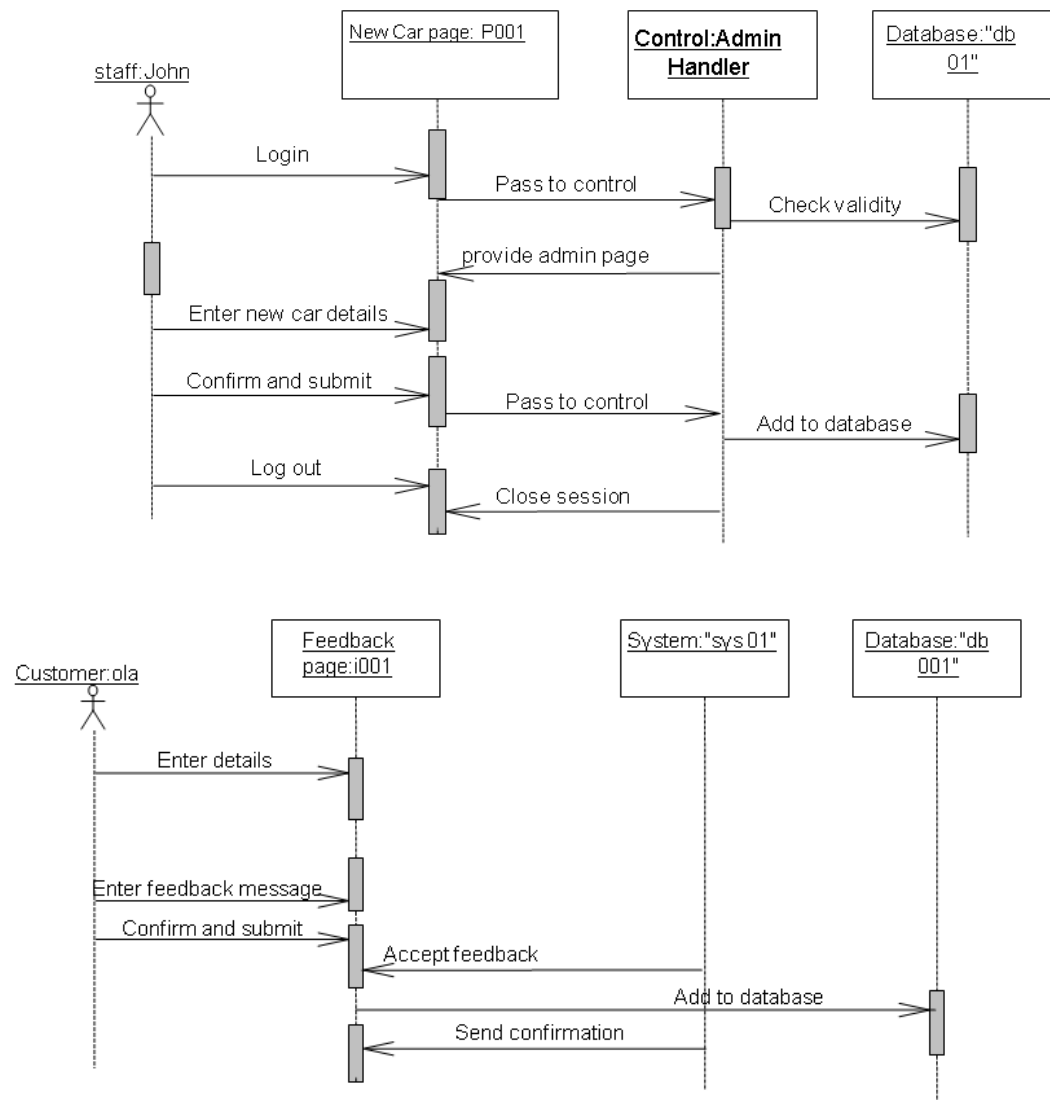 staff:John
New Car page: P001
Control:Admin
Handler
Database:"db
01"
Login
Pass to control
Check validity
provide admin page
Enter new car details
Confirm and submit
Pass to control
Add to database
Log out
Close session
Customer:ola
Feedback
page:i001
System:"sys 01"
Database:"db
001"
Enter details
Enter feedback message
Confirm and submit
Accept feedback
Add to database
Send confirmation